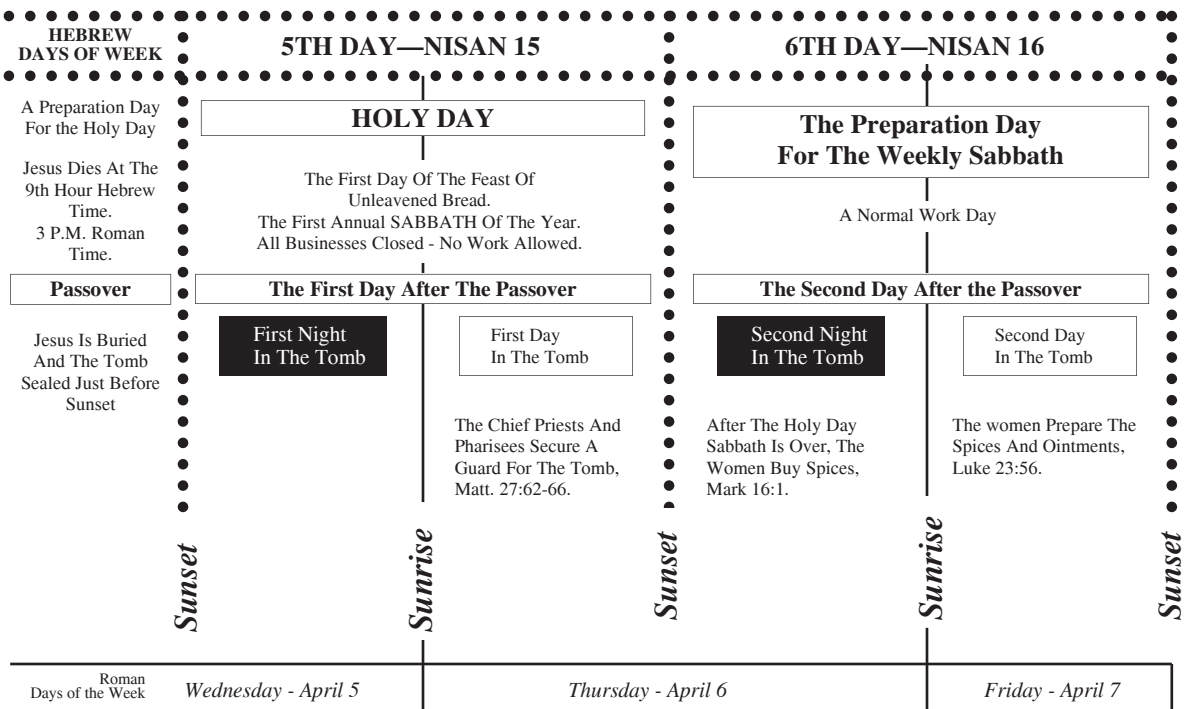 HEBREW
DAYS OF WEEK
5TH DAY—NISAN 15
6TH DAY—NISAN 16
A Preparation Day
For the Holy Day
Jesus Dies At The
9th Hour Hebrew
Time.
3 P.M. Roman
Time.
Passover
Jesus Is Buried
And The Tomb
Sealed Just Before
Sunset
HOLY DAY
The First Day Of The Feast Of
Unleavened Bread.
The First Annual SABBATH Of The Year.
All Businesses Closed - No Work Allowed.
The First Day After The Passover
First Night
In The Tomb
First Day
In The Tomb
The Chief Priests And
Pharisees Secure A
Guard For The Tomb,
Matt. 27:62-66.
The Preparation Day
For The Weekly Sabbath
A Normal Work Day
The Second Day After the Passover
Second Night
In The Tomb
Second Day
In The Tomb
After The Holy Day
Sabbath Is Over, The
Women Buy Spices,
Mark 16:1.
The women Prepare The
Spices And Ointments,
Luke 23:56.
Sunset
Sunrise
Sunset
Sunrise
Sunset
Roman
Days of the Week
Wednesday - April 5
Thursday - April 6
Friday - April 7